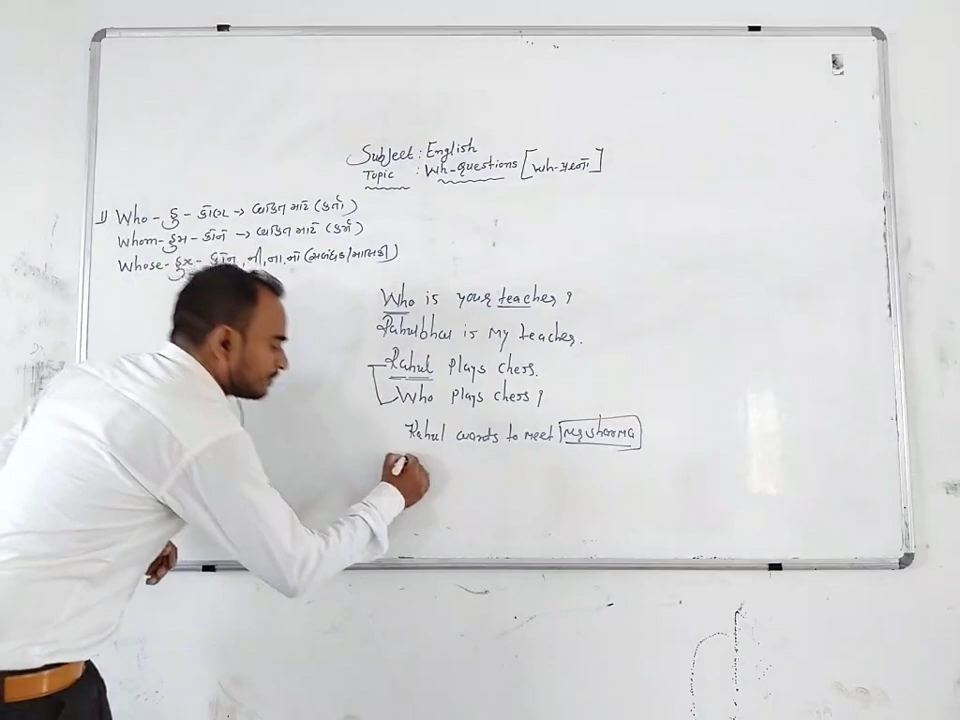 Subject : English
Topic : Wh-Questions [Wh-પ્રશ્નો]
1) Who - હુ - કોણ → વ્યકિત માટે (કર્તા)
Whom - હુમ - કોને → વ્યકિત માટે (કર્મ)
Whose - હુઝ - કોન, ની, ના, નો (સબંધક/માલિકી)
Who is your teacher?
Rahulbhai is my teacher.
Rahul plays chess.
Who plays chess?
Rahul wants to meet